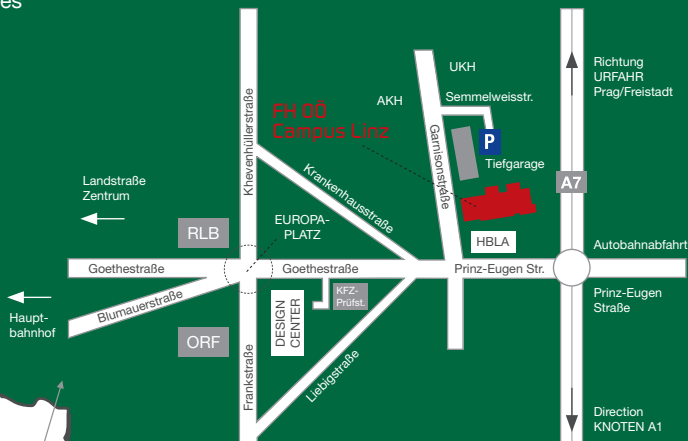 es
UKH
AKH
Semmelweisstr.
Richtung
URFAHR
Prag/Freistadt
FH OÖ
Campus Linz
Khevenhüllerstraße
Garnisonstraße
P
Tiefgarage
Krankenhausstraße
Landstraße
Zentrum
A7
EUROPA-
PLATZ
RLB
HBLA
Autobahnabfahrt
Goethestraße
Goethestraße
Prinz-Eugen Str.
Prinz-Eugen
Straße
Blumauerstraße
Haupt-
bahnhof
KFZ-
Prüfst.
DESIGN
CENTER
ORF
Frankstraße
Liebigstraße
Direction
KNOTEN A1